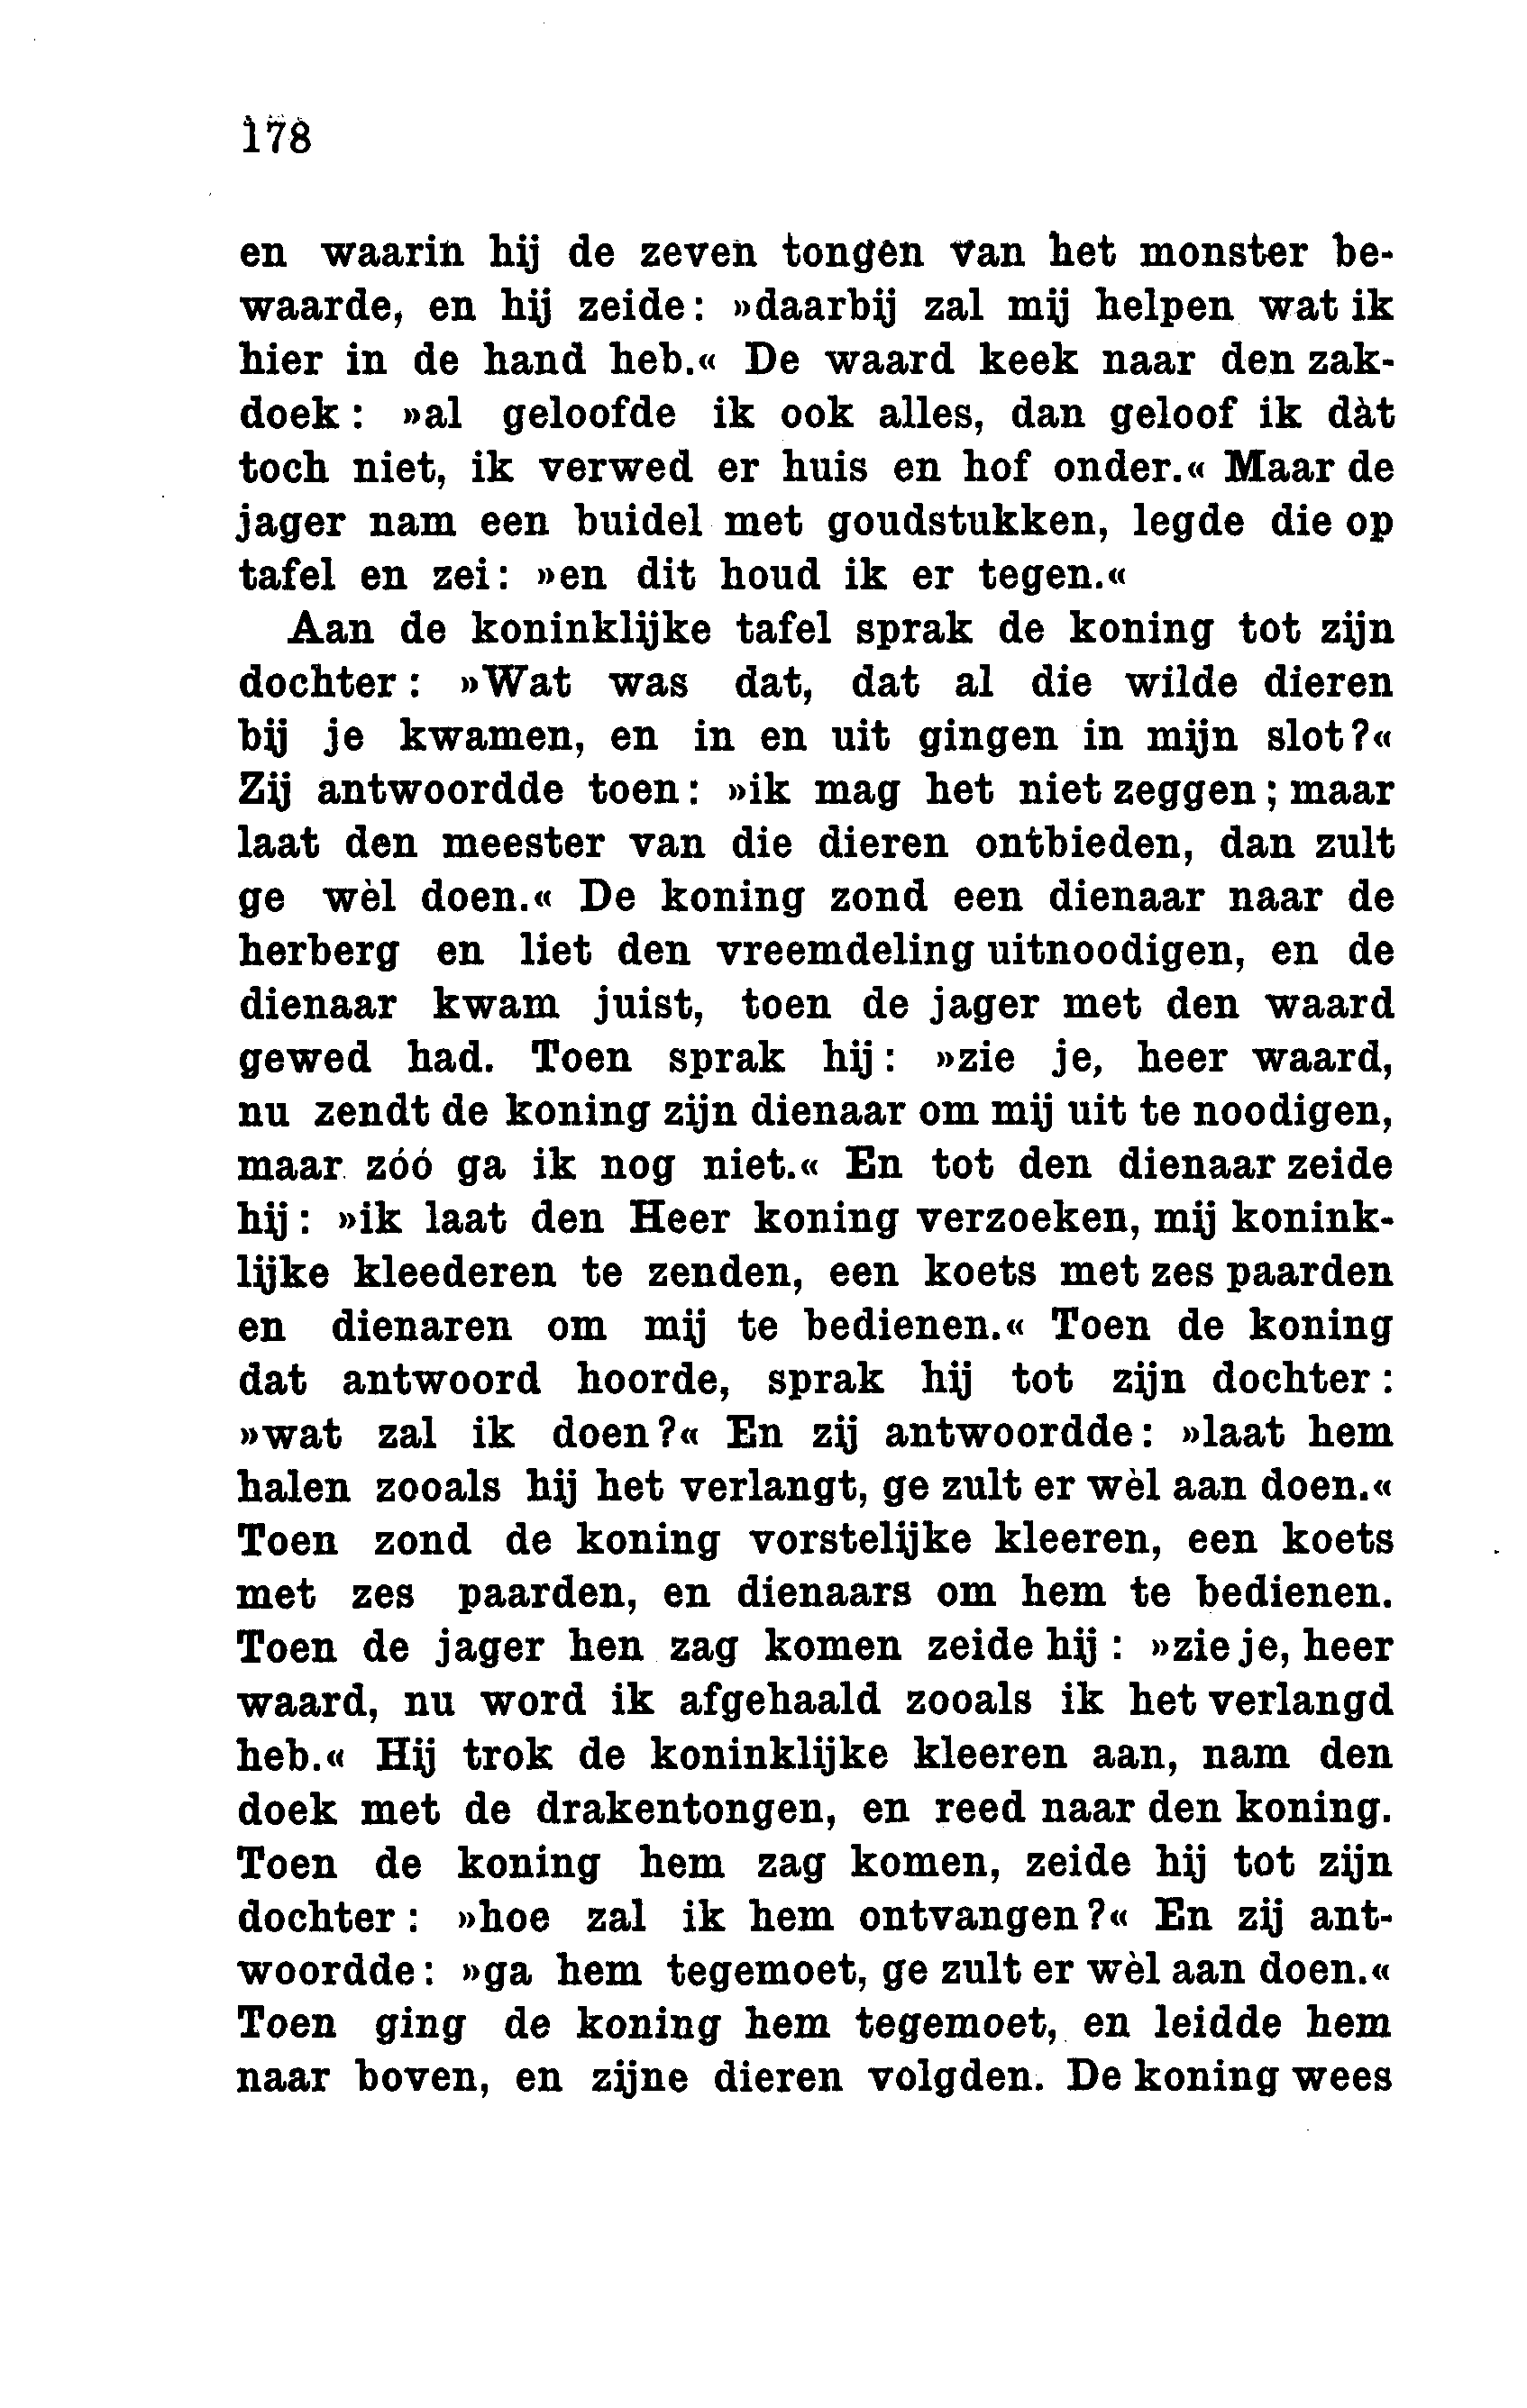 178
en waarin hij de zeven tongen van het monster be-
waarde, en hij zeide: »daarbij zal mij helpen wat ik
hier in de hand heb.« De waard keek naar den zak-
doek: »al geloofde ik ook alles, dan geloof ik dàt
toch niet, ik verwed er huis en hof onder.« Maar de
jager nam een buidel met goudstukken, legde die op
tafel en zei: »en dit houd ik er tegen.«
Aan de koninklijke tafel sprak de koning tot zijn
dochter: »Wat was dat, dat al die wilde dieren
bij je kwamen, en in en uit gingen in mijn slot?«
Zij antwoordde toen: »ik mag het niet zeggen; maar
laat den meester van die dieren ontbieden, dan zult
ge wèl doen.« De koning zond een dienaar naar de
herberg en liet den vreemdeling uitnoodigen, en de
dienaar kwam juist, toen de jager met den waard
gewed had. Toen sprak hij: »zie je, heer waard,
nu zendt de koning zijn dienaar om mij uit te noodigen,
maar zóó ga ik nog niet.« En tot den dienaar zeide
hij: »ik laat den Heer koning verzoeken, mij konink-
lijke kleederen te zenden, een koets met zes paarden
en dienaren om mij te bedienen.« Toen de koning
dat antwoord hoorde, sprak hij tot zijn dochter:
»wat zal ik doen?« En zij antwoordde: »laat hem
halen zooals hij het verlangt, ge zult er wèl aan doen.«
Toen zond de koning vorstelijke kleeren, een koets
met zes paarden, en dienaars om hem te bedienen.
Toen de jager hen zag komen zeide hij: »zie je, heer
waard, nu word ik afgehaald zooals ik het verlangd
heb.« Hij trok de koninklijke kleeren aan, nam den
doek met de drakentongen, en reed naar den koning.
Toen de koning hem zag komen, zeide hij tot zijn
dochter: »hoe zal ik hem ontvangen?« En zij ant-
woordde: »ga hem tegemoet, ge zult er wèl aan doen.«
Toen ging de koning hem tegemoet, en leidde hem
naar boven, en zijne dieren volgden. De koning wees